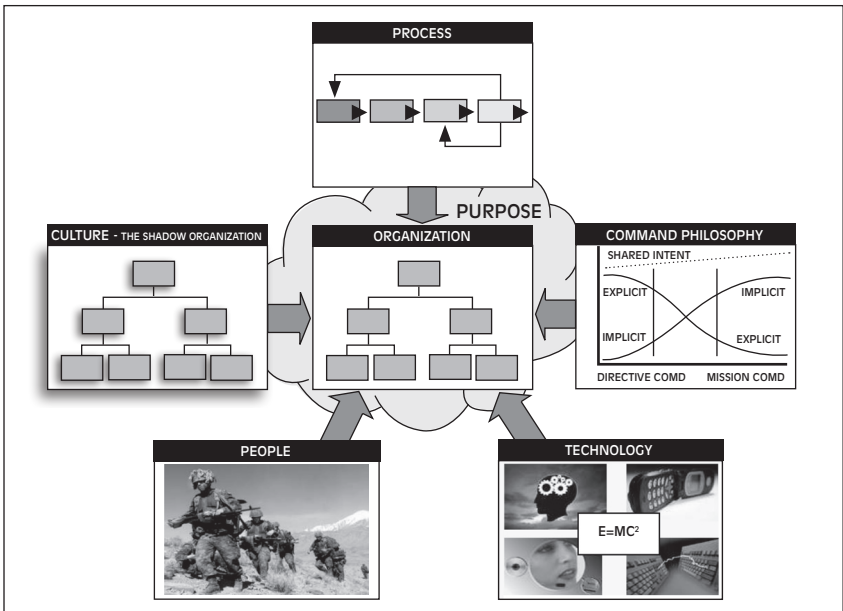 PROCESS
PURPOSE
CULTURE - THE SHADOW ORGANIZATION
ORGANIZATION
COMMAND PHILOSOPHY
SHARED INTENT
EXPLICIT IMPLICIT
IMPLICIT EXPLICIT
DIRECTIVE COMD MISSION COMD
PEOPLE
TECHNOLOGY
E=MC²